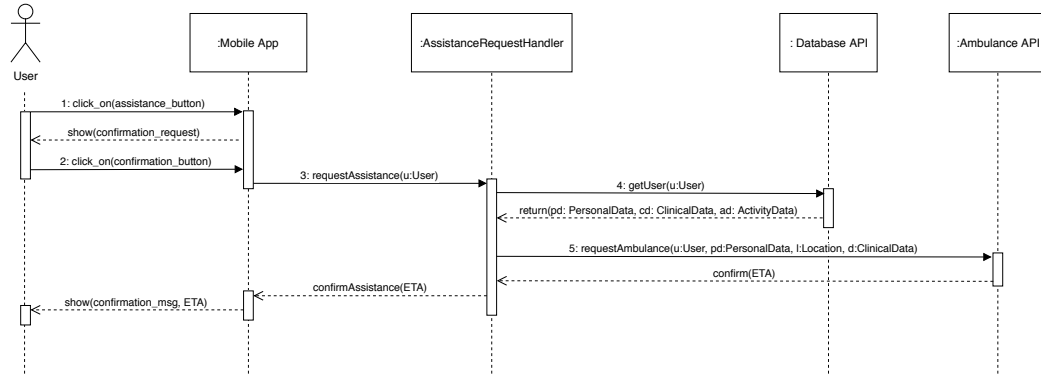 :Mobile App
:AssistanceRequestHandler
: Database API
:Ambulance API
User
1: click_on(assistance_button)
show(confirmation_request)
2: click_on(confirmation_button)
3: requestAssistance(u:User)
4: getUser(u:User)
return(pd: PersonalData, cd: ClinicalData, ad: ActivityData)
5: requestAmbulance(u:User, pd:PersonalData, l:Location, d:ClinicalData)
confirm(ETA)
confirmAssistance(ETA)
show(confirmation_msg, ETA)